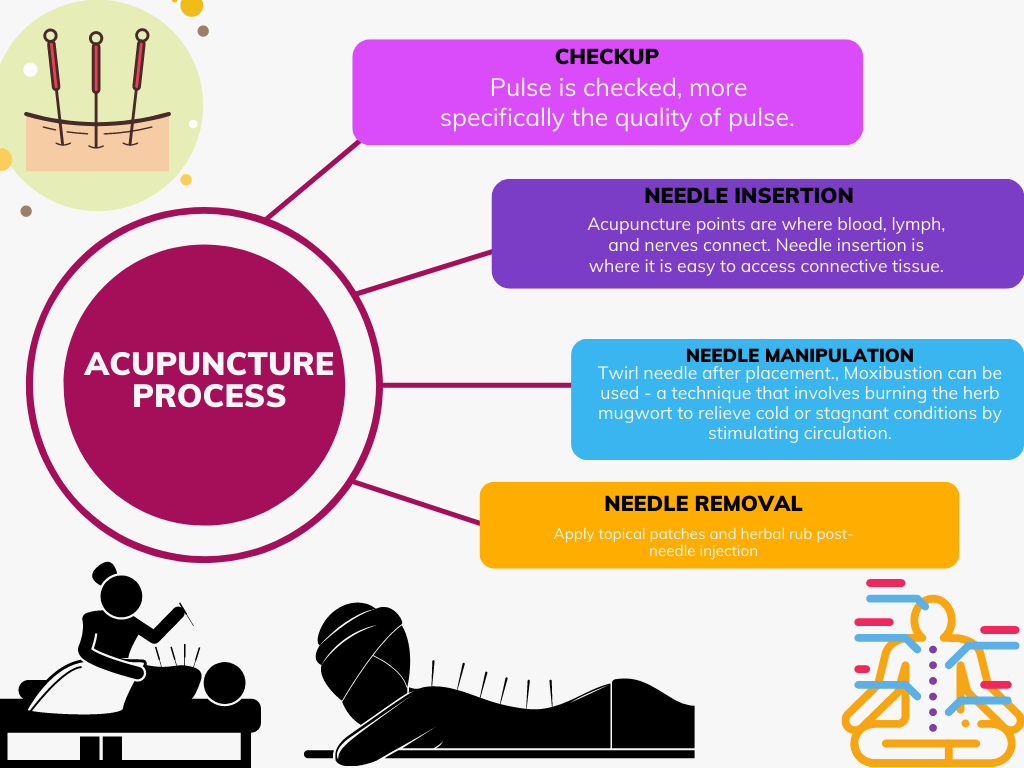 CHECKUP
Pulse is checked, more
specifically the quality of pulse.
NEEDLE INSERTION
Acupuncture points are where blood, lymph,
and nerves connect. Needle insertion is
where it is easy to access connective tissue.
ACUPUNCTURE
PROCESS
NEEDLE MANIPULATION
Twirl needle after placement., Moxibustion can be
used - a technique that involves burning the herb
mugwort to relieve cold or stagnant conditions by
stimulating circulation.
NEEDLE REMOVAL
Apply topical patches and herbal rub post-
needle injection